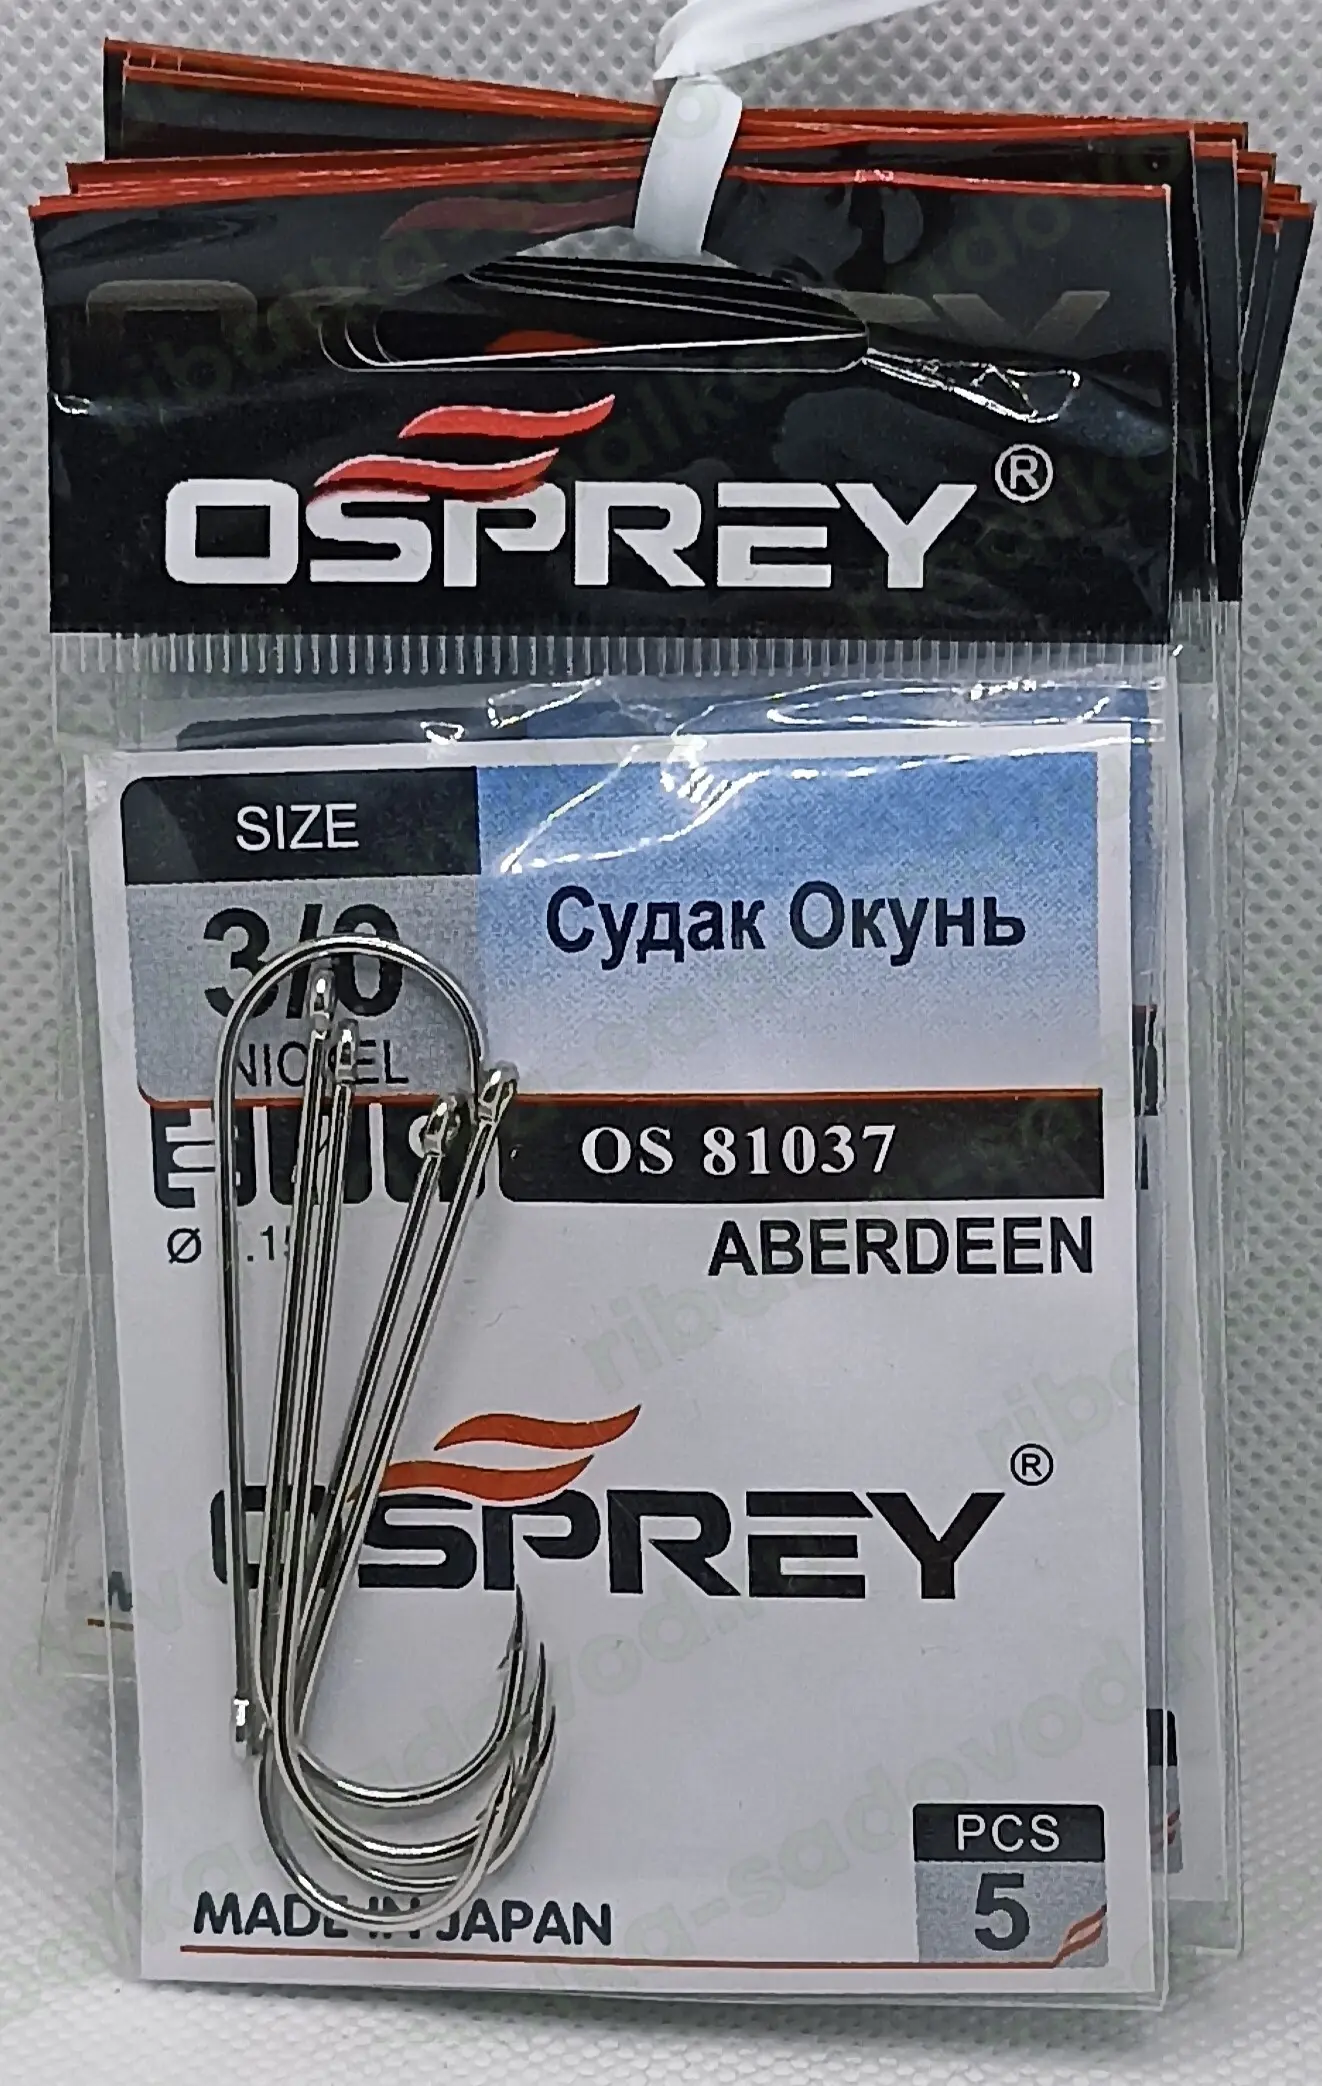 OSPREY ®
SIZE
3/0
NICKEL
Судак Окунь
OS 81037
Ø
ABERDEEN
OSPREY ®
PCS
5
MADE IN JAPAN